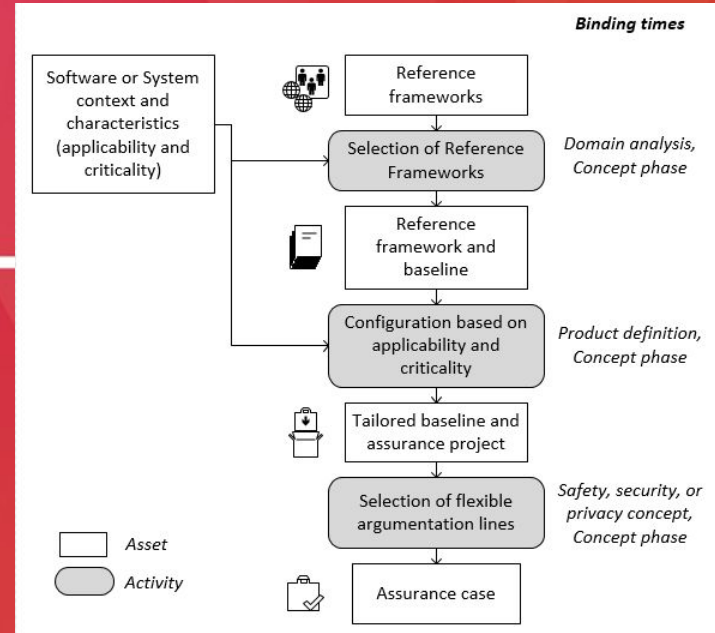 Binding times
Software or System
context and
characteristics
(applicability and
criticality)
Reference
frameworks
Selection of Reference
Frameworks
Domain analysis,
Concept phase
Reference
framework and
baseline
Configuration based on
applicability and
criticality
Product definition,
Concept phase
Tailored baseline and
assurance project
Selection of flexible
argumentation lines
Safety, security, or
privacy concept,
Concept phase
Asset
Activity
Assurance case